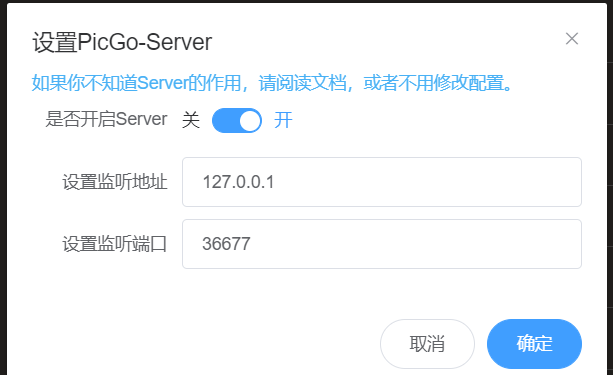 设置PicGo-Server
如果你不知道Server的作用，请阅读文档，或者不用修改配置。
是否开启Server 关 开
设置监听地址 127.0.0.1
设置监听端口 36677
取消 确定